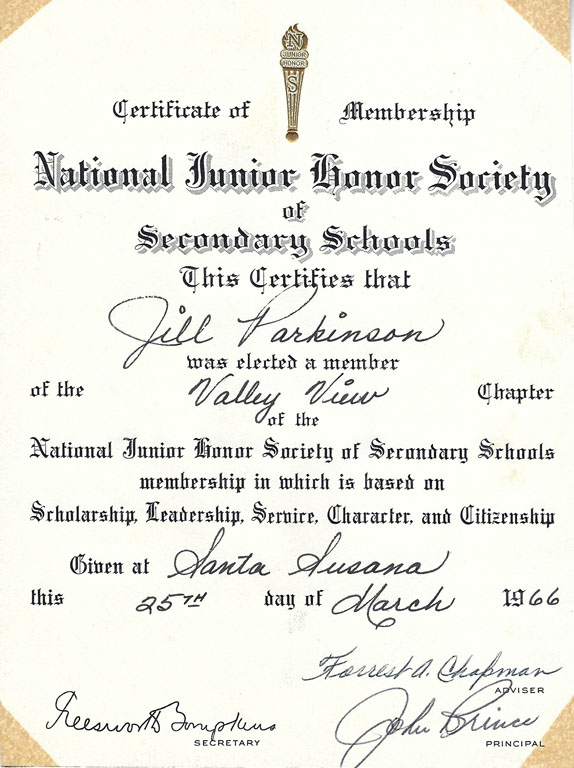 N
JUNIOR
HONOR
S
Certificate of Membership
National Junior Honor Society
of
Secondary Schools
This Certifies that
Jill Parkinson
was elected a member
of the Valley View Chapter
of the
National Junior Honor Society of Secondary Schools
membership in which is based on
Scholarship, Leadership, Service, Character, and Citizenship
Given at Santa Susana
this 25TH day of March 1966
Forrest A. Chapman
ADVISER
SECRETARY
John Prince
PRINCIPAL